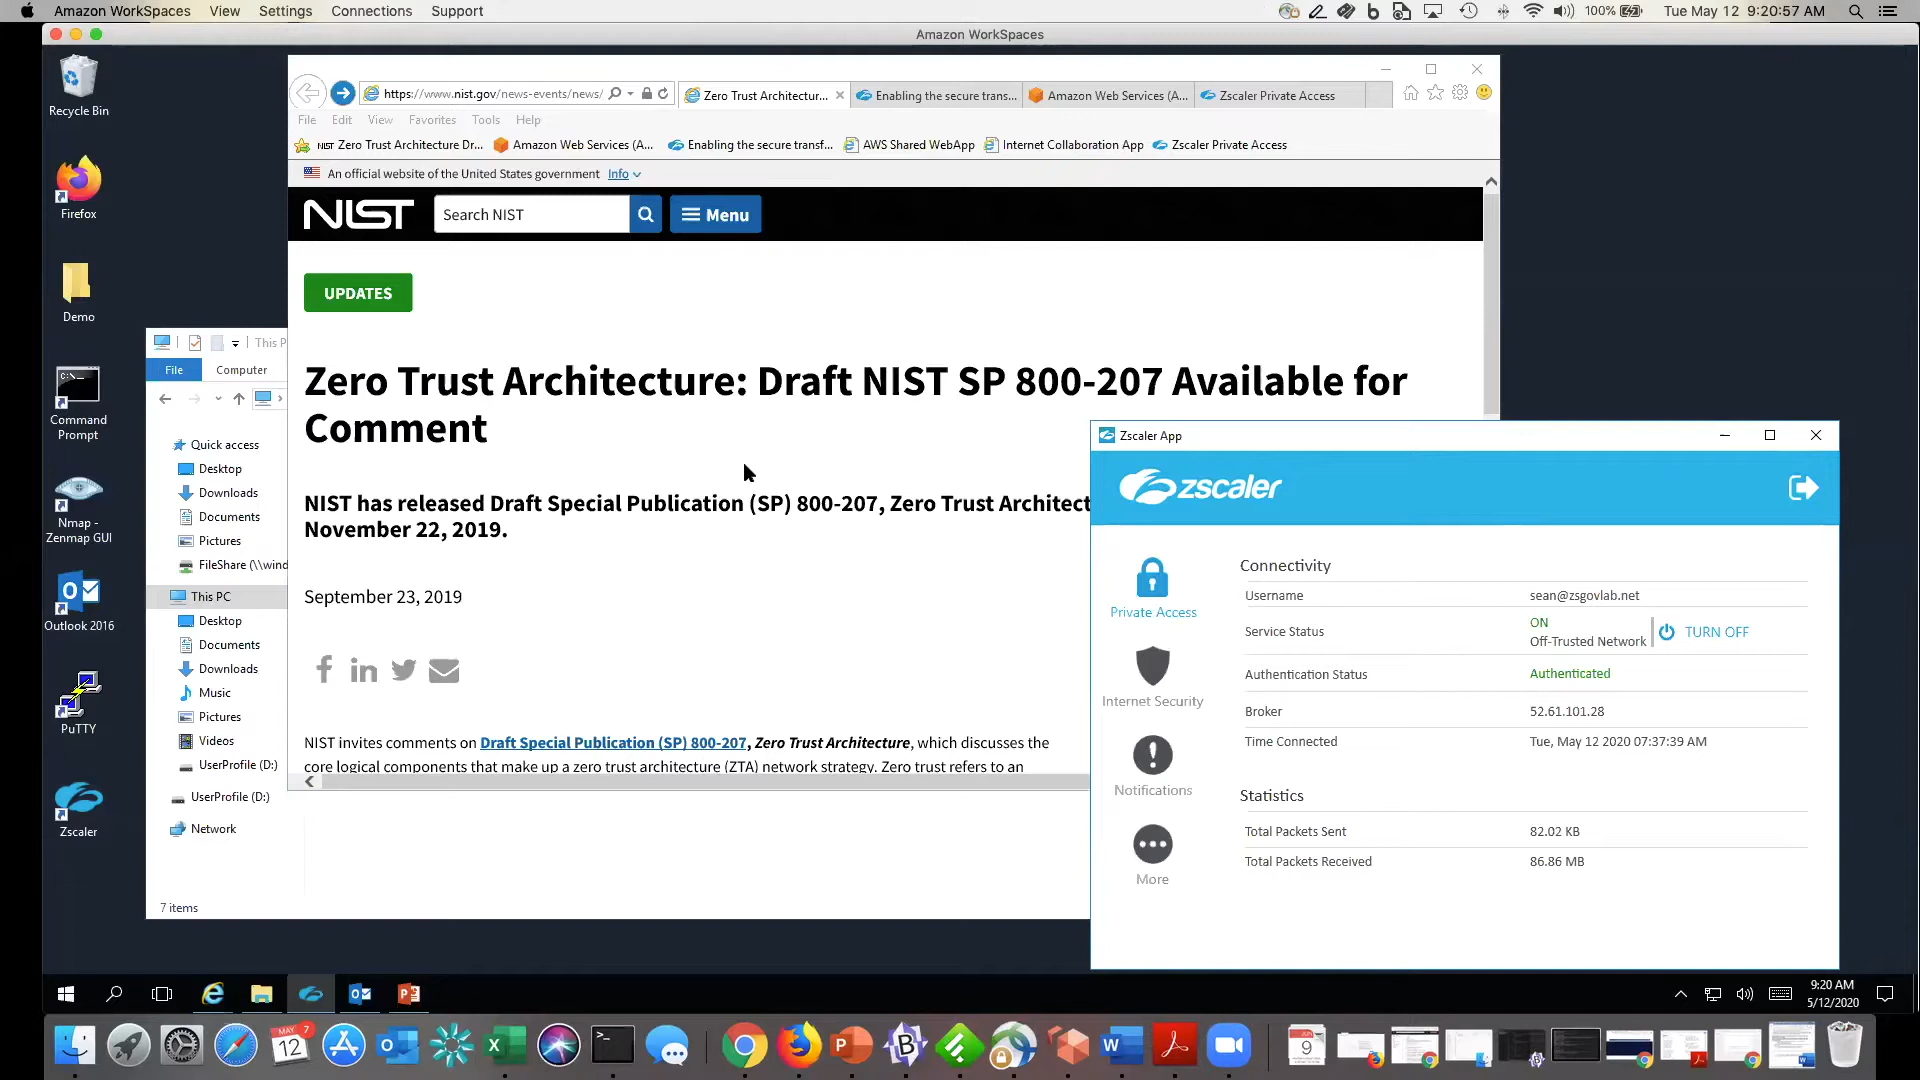 Amazon WorkSpaces View Settings Connections Support
100% Tue May 12 9:20:57 AM
Amazon WorkSpaces
Recycle Bin
Firefox
Demo
Command
Prompt
Nmap -
Zenmap GUI
Outlook 2016
PuTTY
Zscaler
https://www.nist.gov/news-events/news/
Zero Trust Architectur...
Enabling the secure trans...
Amazon Web Services (A...
Zscaler Private Access
File Edit View Favorites Tools Help
NIST Zero Trust Architecture Dr...
Amazon Web Services (A...
Enabling the secure transf...
AWS Shared WebApp
Internet Collaboration App
Zscaler Private Access
An official website of the United States government Info
NIST
Search NIST
Menu
UPDATES
Zero Trust Architecture: Draft NIST SP 800-207 Available for
Comment
NIST has released Draft Special Publication (SP) 800-207, Zero Trust Architect
November 22, 2019.
September 23, 2019
NIST invites comments on Draft Special Publication (SP) 800-207, Zero Trust Architecture, which discusses the
core logical components that make up a zero trust architecture (ZTA) network strategy. Zero trust refers to an
This P
File Computer
Quick access
Desktop
Downloads
Documents
Pictures
FileShare (\\wind
This PC
Desktop
Documents
Downloads
Music
Pictures
Videos
UserProfile (D:)
UserProfile (D:)
Network
7 items
Zscaler App
zscaler
Private Access
Internet Security
Notifications
More
Connectivity
Username sean@zsgovlab.net
Service Status ON
Off-Trusted Network TURN OFF
Authentication Status Authenticated
Broker 52.61.101.28
Time Connected Tue, May 12 2020 07:37:39 AM
Statistics
Total Packets Sent 82.02 KB
Total Packets Received 86.86 MB
9:20 AM
5/12/2020
MAY 7
12
JUN
9